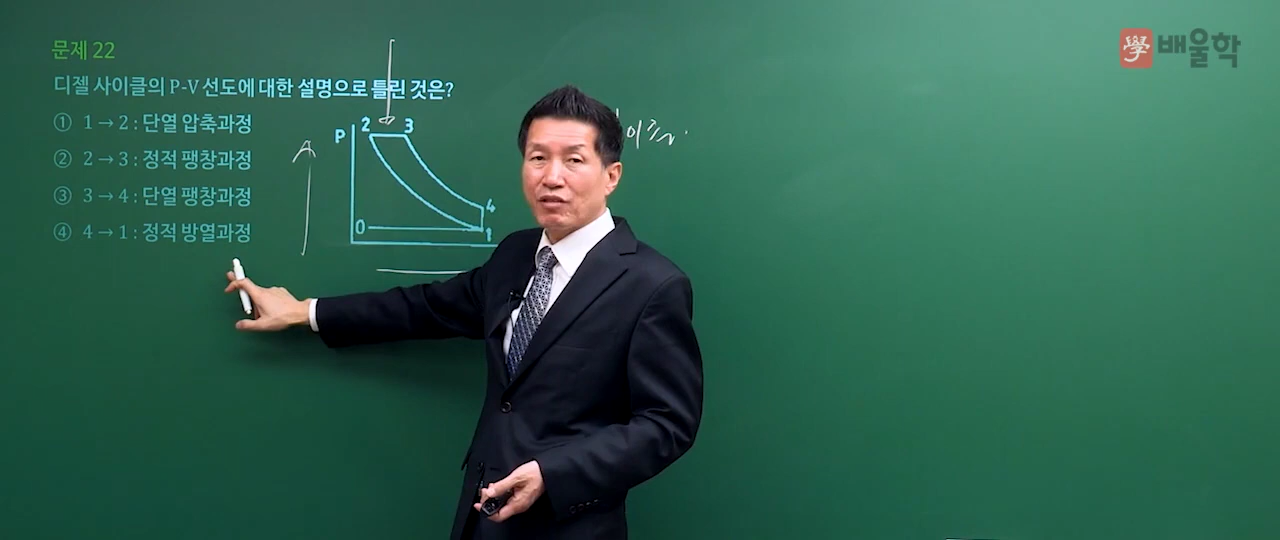 문제 22
디젤 사이클의 P-V 선도에 대한 설명으로 틀린 것은?
① 1 → 2 : 단열 압축과정
② 2 → 3 : 정적 팽창과정
③ 3 → 4 : 단열 팽창과정
④ 4 → 1 : 정적 방열과정
P
2 3
4
0
1
學 배울학